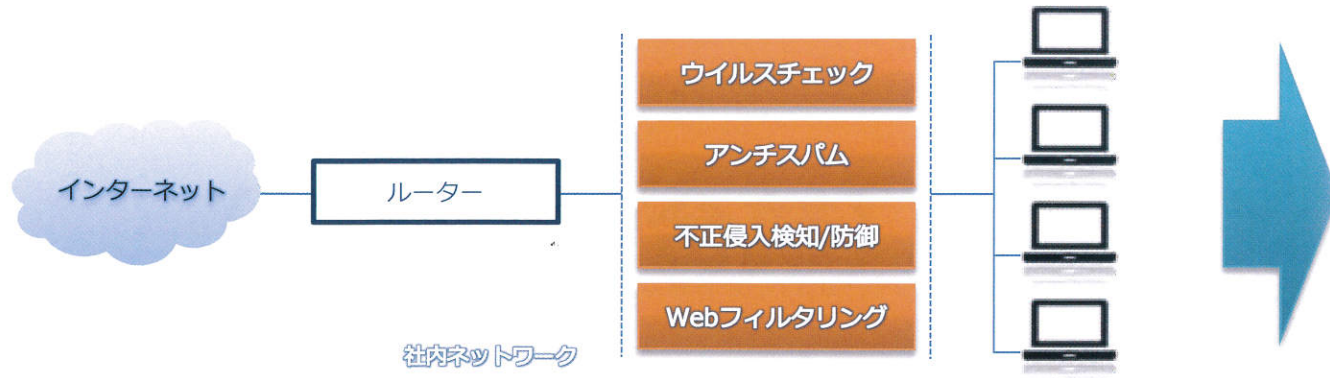 インターネット
ルーター
ウイルスチェック
アンチスパム
不正侵入検知/防御
Webフィルタリング
社内ネットワーク